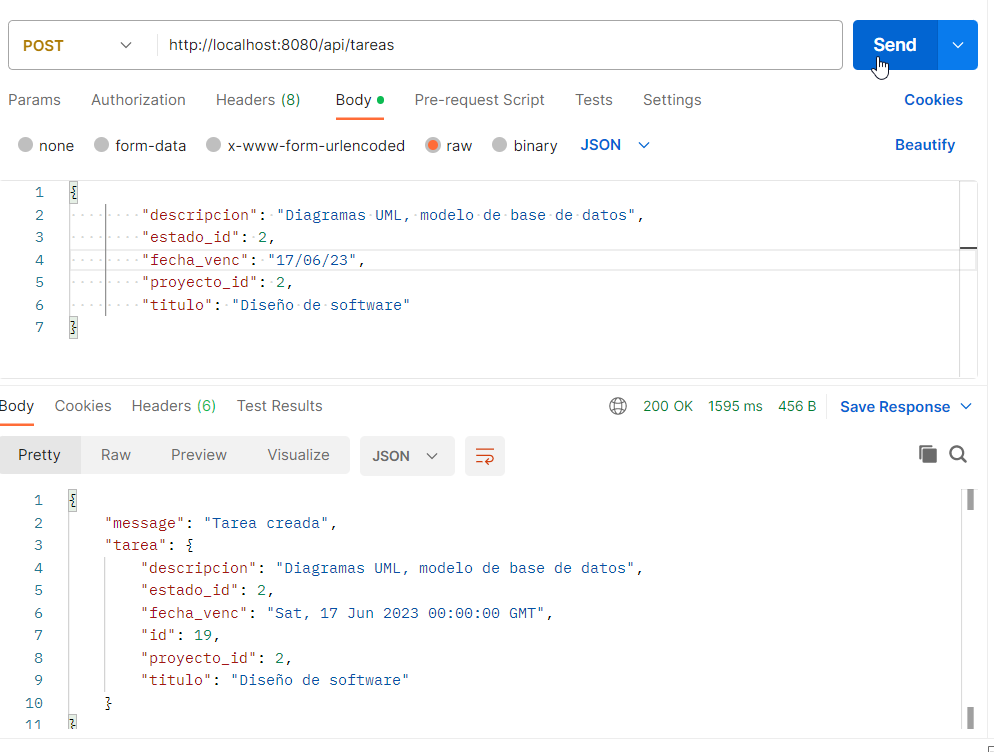 POST http://localhost:8080/api/tareas Send
Params Authorization Headers (8) Body Pre-request Script Tests Settings Cookies
none form-data x-www-form-urlencoded raw binary JSON Beautify
1 {
2 "descripcion": "Diagramas UML, modelo de base de datos",
3 "estado_id": 2,
4 "fecha_venc": "17/06/23",
5 "proyecto_id": 2,
6 "titulo": "Diseño de software"
7 }
Body Cookies Headers (6) Test Results 200 OK 1595 ms 456 B Save Response
Pretty Raw Preview Visualize JSON
1 {
2 "message": "Tarea creada",
3 "tarea": {
4 "descripcion": "Diagramas UML, modelo de base de datos",
5 "estado_id": 2,
6 "fecha_venc": "Sat, 17 Jun 2023 00:00:00 GMT",
7 "id": 19,
8 "proyecto_id": 2,
9 "titulo": "Diseño de software"
10 }
11 }